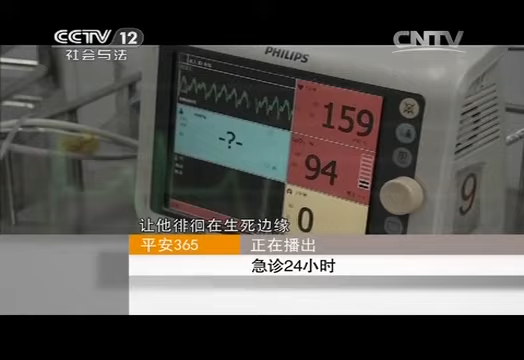 CCTV 12
社会与法
CNTV
PHILIPS
159
-?-
94
0
9
让他徘徊在生死边缘
平安365
正在播出
急诊24小时